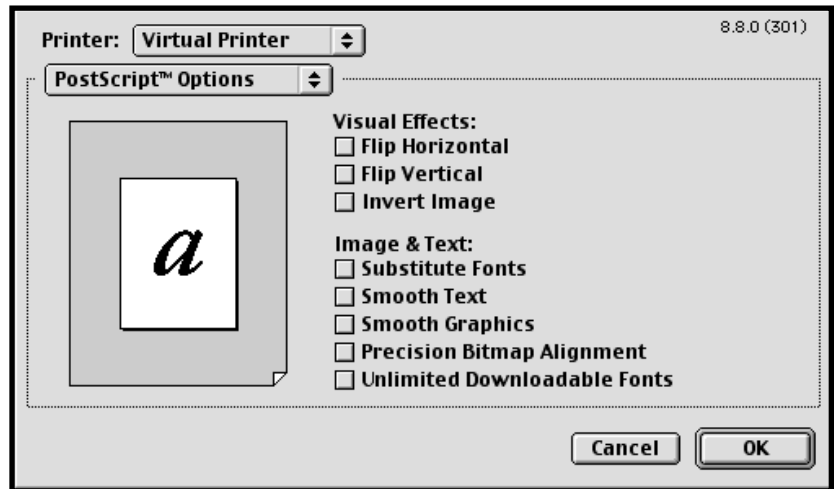 Printer: Virtual Printer 8.8.0 (301)
PostScript™ Options
a
Visual Effects:
Flip Horizontal
Flip Vertical
Invert Image
Image & Text:
Substitute Fonts
Smooth Text
Smooth Graphics
Precision Bitmap Alignment
Unlimited Downloadable Fonts
Cancel OK